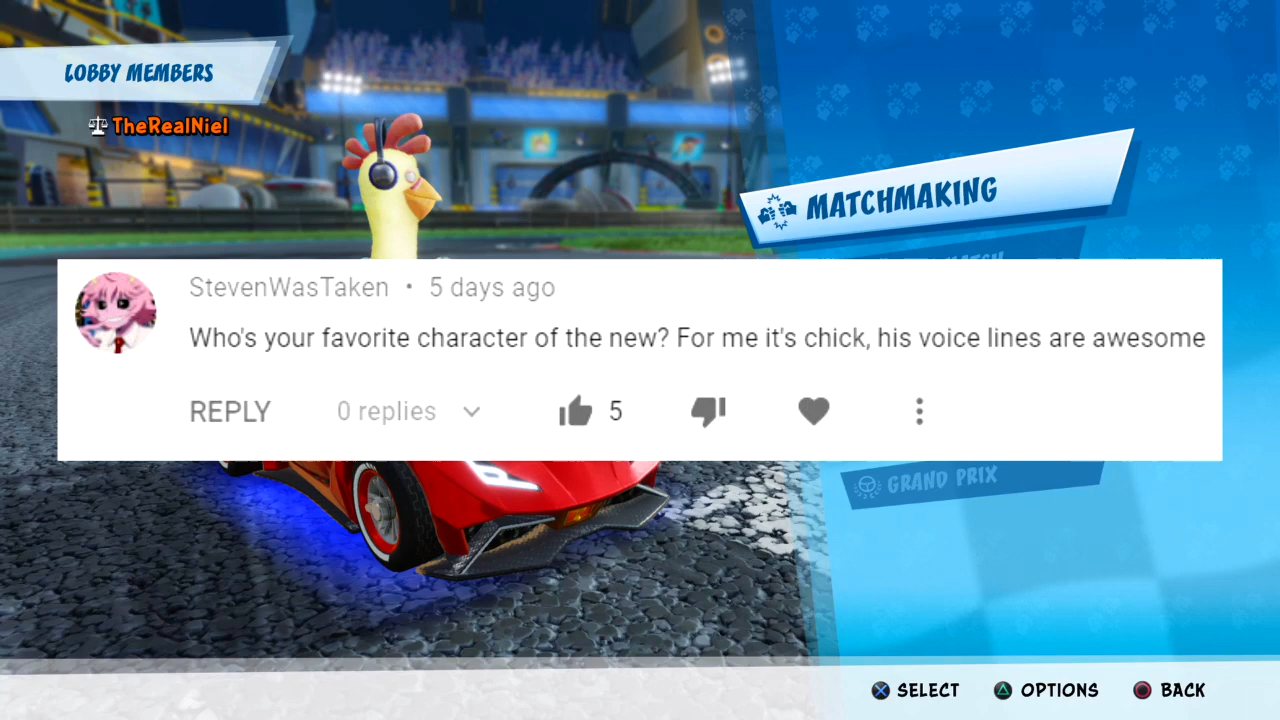 LOBBY MEMBERS
TheRealNiel
MATCHMAKING
StevenWasTaken • 5 days ago
Who's your favorite character of the new? For me it's chick, his voice lines are awesome
REPLY 0 replies 5
GRAND PRIX
SELECT OPTIONS BACK